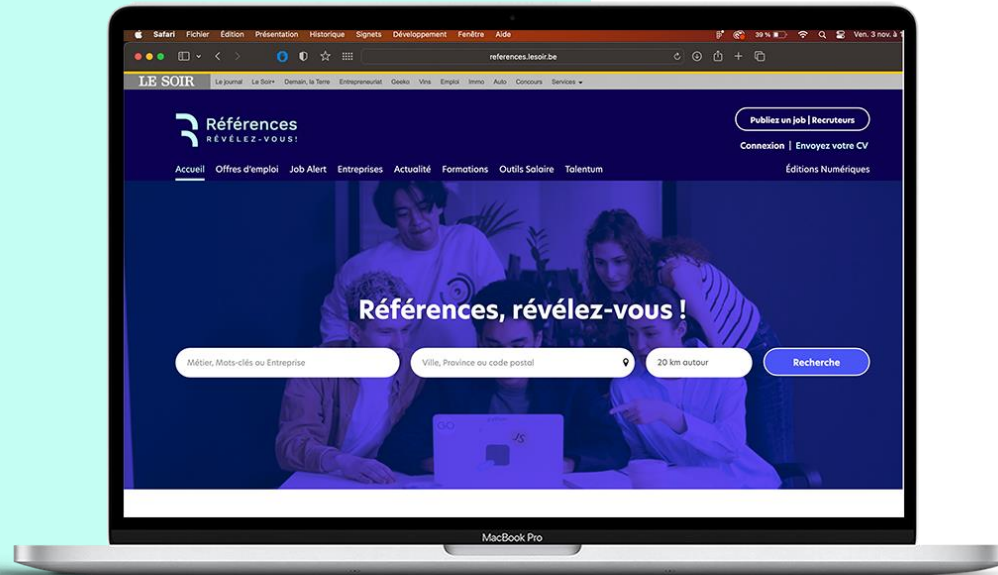 Safari Fichier Édition Présentation Historique Signets Développement Fenêtre Aide 39 % Ven. 3 nov. à
references.lesoir.be
LE SOIR Le journal Le Soir+ Demain, la Terre Entrepreneuriat Geeko Vins Emploi Immo Auto Concours Services
Références
RÉVÉLEZ-VOUS!
Publiez un job | Recruteurs
Connexion | Envoyez votre CV
Accueil Offres d'emploi Job Alert Entreprises Actualité Formations Outils Salaire Talentum Éditions Numériques
Références, révélez-vous !
Métier, Mots-clés ou Entreprise Ville, Province ou code postal 20 km autour Recherche
GO JS
MacBook Pro